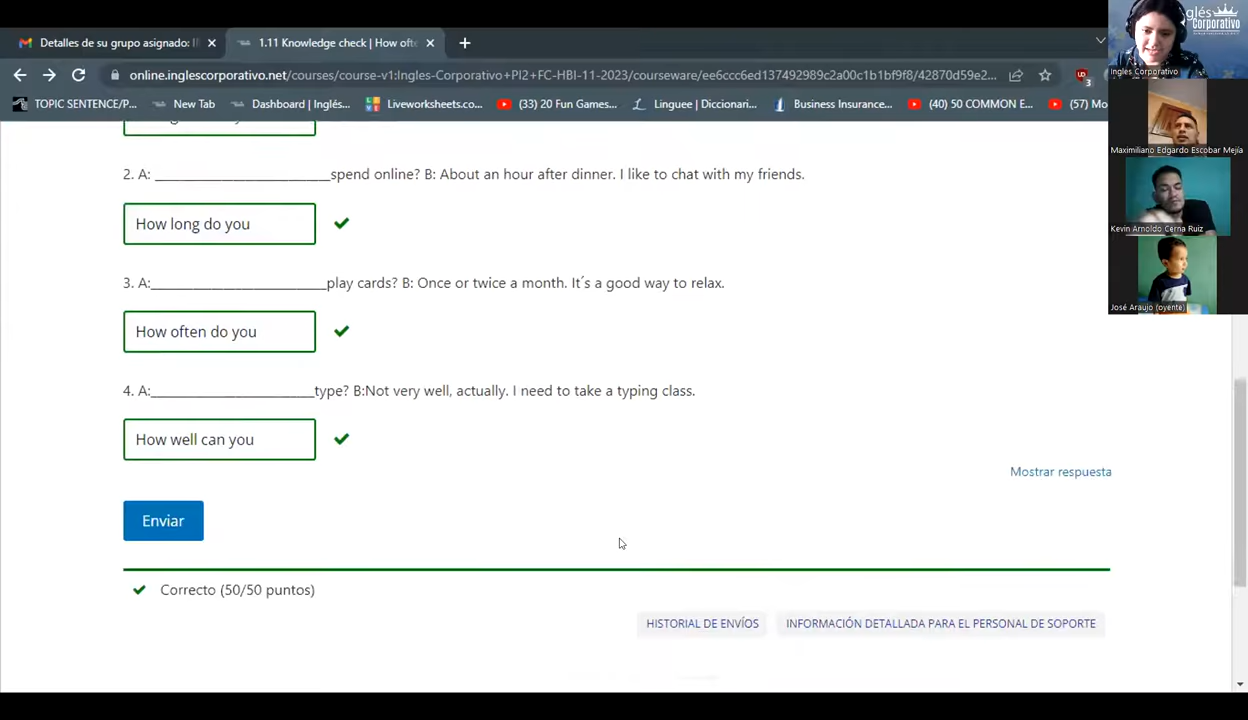 glés
Corporativo
Detalles de su grupo asignado: I
1.11 Knowledge check | How ofte
online.inglescorporativo.net/courses/course-v1:Ingles-Corporativo+PI2+FC-HBI-11-2023/courseware/ee6ccc6ed137492989c2a00c1b1bf9f8/42870d59e2...
3
Inglés Corporativo
TOPIC SENTENCE/P...
New Tab
Dashboard | Inglés...
Liveworksheets.co...
(33) 20 Fun Games...
Linguee | Diccionari...
Business Insurance...
(40) 50 COMMON E...
(57) Mo
Maximiliano Edgardo Escobar Mejía
2. A: ________________________spend online? B: About an hour after dinner. I like to chat with my friends.
How long do you
Kevin Arnoldo Cerna Ruiz
3. A:________________________play cards? B: Once or twice a month. It´s a good way to relax.
José Araujo (oyente)
How often do you
4. A:______________________type? B:Not very well, actually. I need to take a typing class.
How well can you
Mostrar respuesta
Enviar
Correcto (50/50 puntos)
HISTORIAL DE ENVÍOS
INFORMACIÓN DETALLADA PARA EL PERSONAL DE SOPORTE